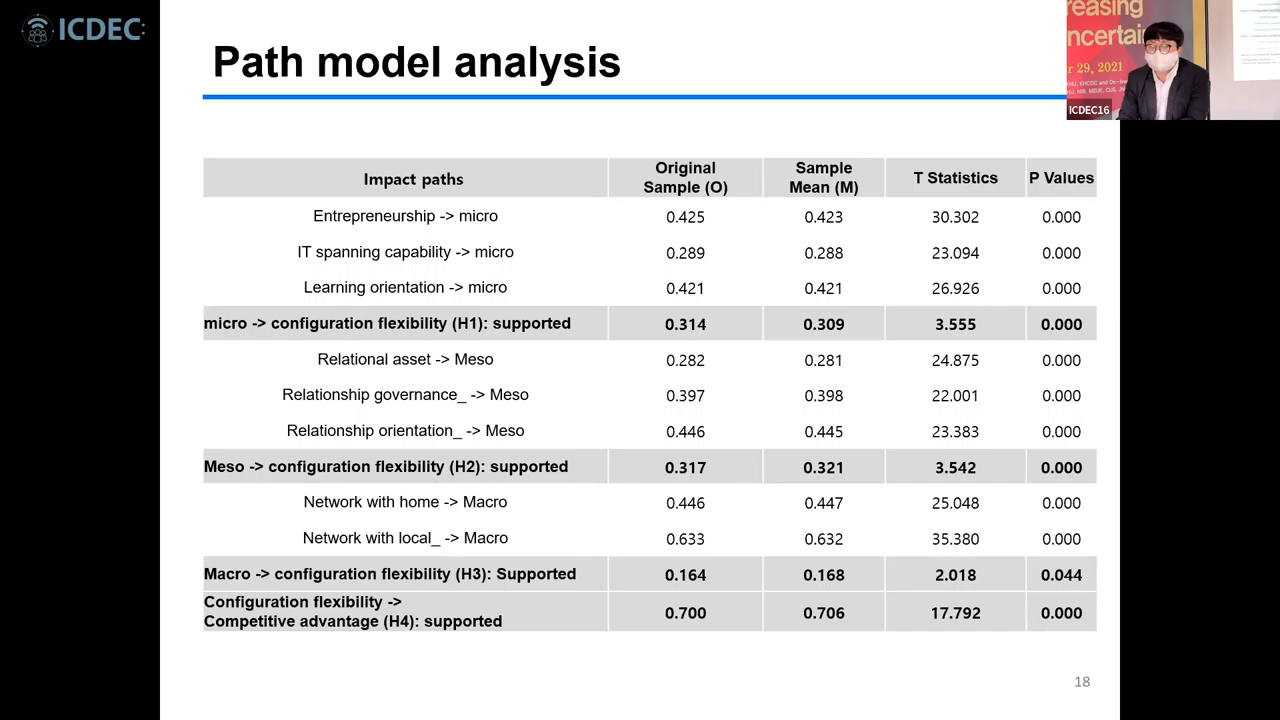 ICDEC:
Path model analysis
reasing
ncertai
r 29, 2021
ICDEC16
Impact paths Original Sample (O) Sample Mean (M) T Statistics P Values
Entrepreneurship -> micro 0.425 0.423 30.302 0.000
IT spanning capability -> micro 0.289 0.288 23.094 0.000
Learning orientation -> micro 0.421 0.421 26.926 0.000
micro -> configuration flexibility (H1): supported 0.314 0.309 3.555 0.000
Relational asset -> Meso 0.282 0.281 24.875 0.000
Relationship governance_ -> Meso 0.397 0.398 22.001 0.000
Relationship orientation_ -> Meso 0.446 0.445 23.383 0.000
Meso -> configuration flexibility (H2): supported 0.317 0.321 3.542 0.000
Network with home -> Macro 0.446 0.447 25.048 0.000
Network with local_ -> Macro 0.633 0.632 35.380 0.000
Macro -> configuration flexibility (H3): Supported 0.164 0.168 2.018 0.044
Configuration flexibility ->
Competitive advantage (H4): supported 0.700 0.706 17.792 0.000
18